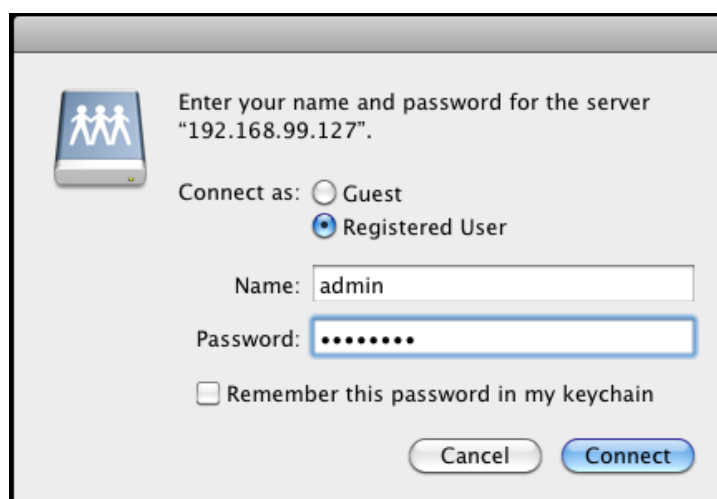 Enter your name and password for the server
“192.168.99.127”.
Connect as: Guest
Registered User
Name: admin
Password: ••••••••
Remember this password in my keychain
Cancel Connect